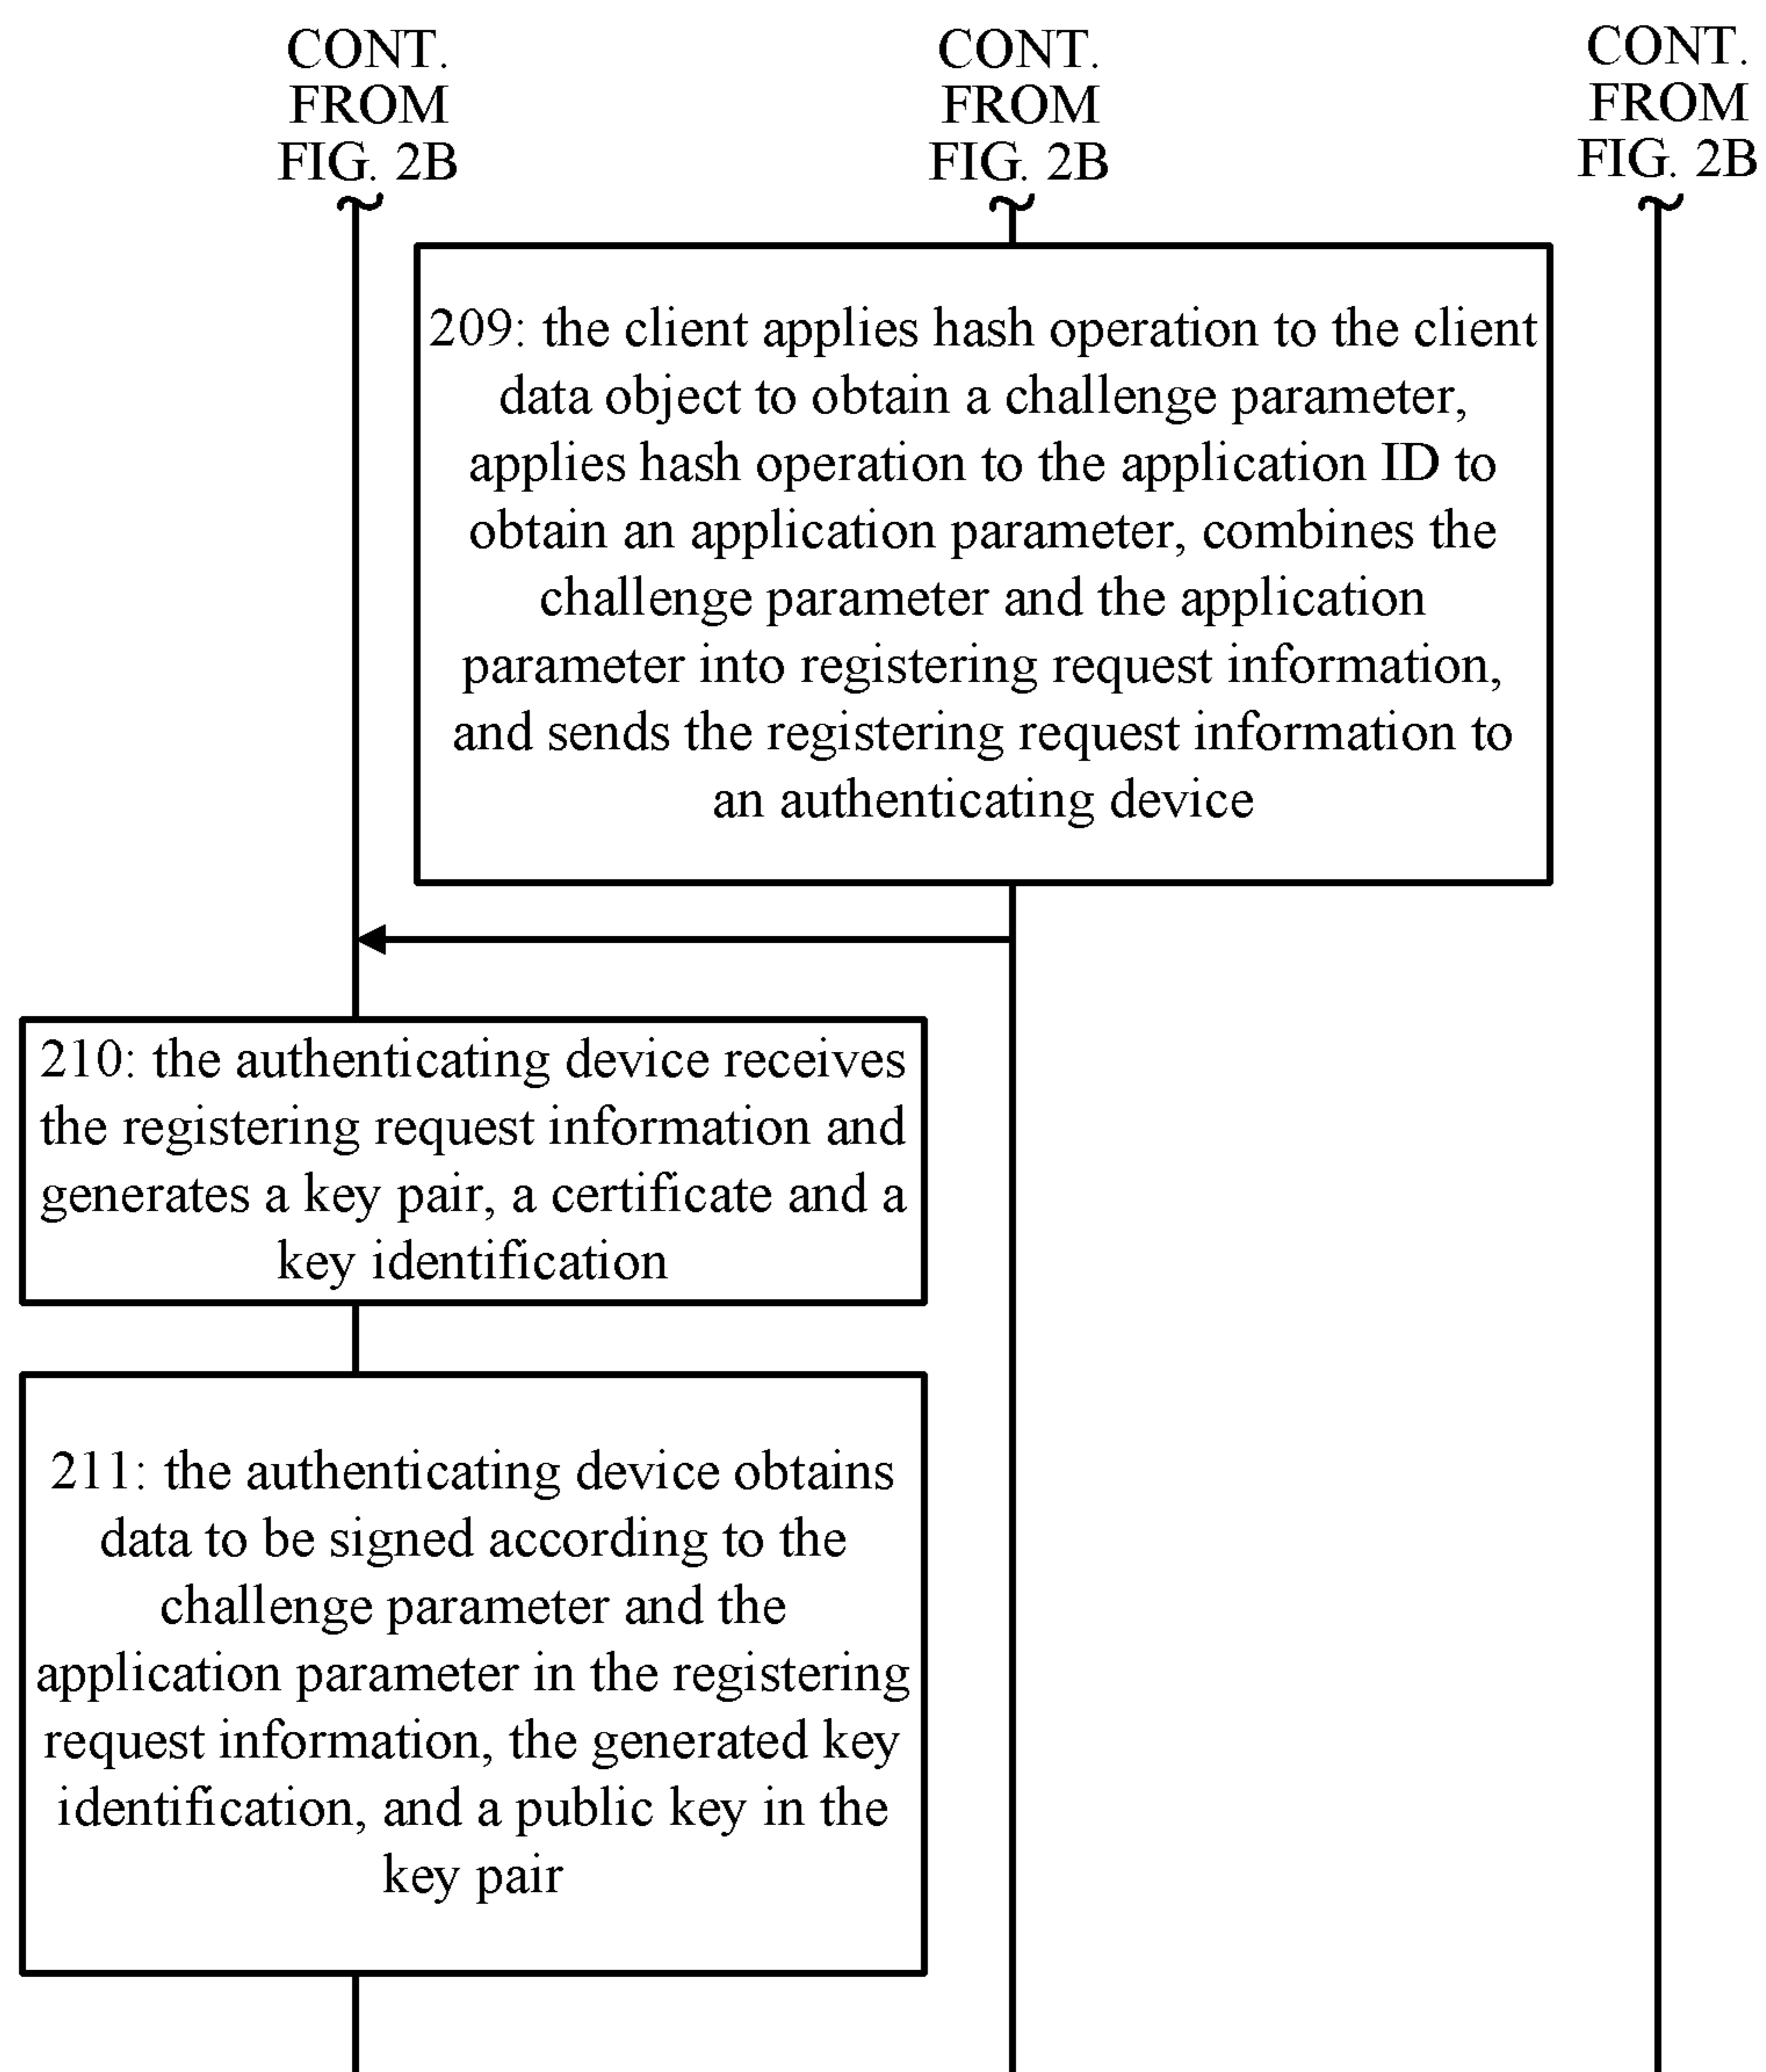 CONT.
FROM
FIG. 2B
CONT.
FROM
FIG. 2B
CONT.
FROM
FIG. 2B
209: the client applies hash operation to the client
data object to obtain a challenge parameter,
applies hash operation to the application ID to
obtain an application parameter, combines the
challenge parameter and the application
parameter into registering request information,
and sends the registering request information to
an authenticating device
210: the authenticating device receives
the registering request information and
generates a key pair, a certificate and a
key identification
211: the authenticating device obtains
data to be signed according to the
challenge parameter and the
application parameter in the registering
request information, the generated key
identification, and a public key in the
key pair